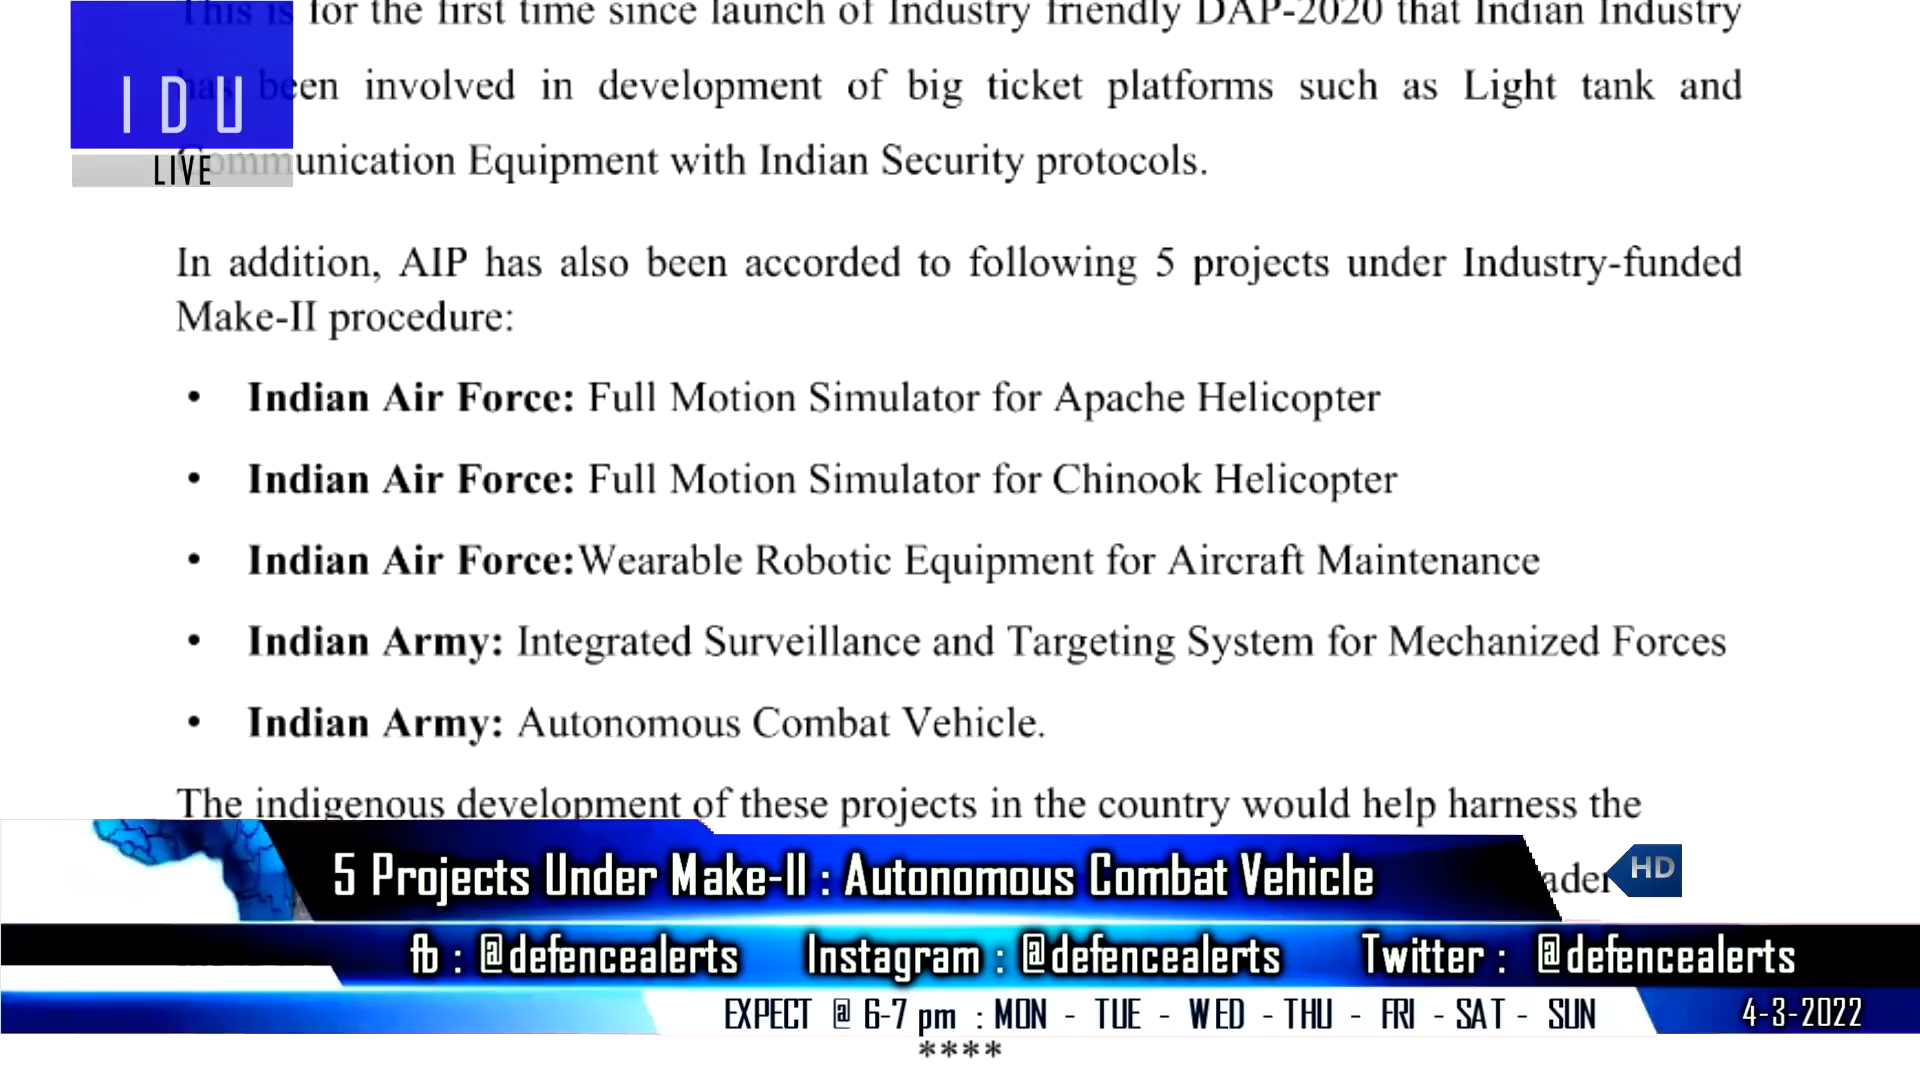 This is for the first time since launch of Industry friendly DAP-2020 that Indian Industry
IDU
has been involved in development of big ticket platforms such as Light tank and
LIVE
Communication Equipment with Indian Security protocols.
In addition, AIP has also been accorded to following 5 projects under Industry-funded
Make-II procedure:
• Indian Air Force: Full Motion Simulator for Apache Helicopter
• Indian Air Force: Full Motion Simulator for Chinook Helicopter
• Indian Air Force:Wearable Robotic Equipment for Aircraft Maintenance
• Indian Army: Integrated Surveillance and Targeting System for Mechanized Forces
• Indian Army: Autonomous Combat Vehicle.
The indigenous development of these projects in the country would help harness the
5 Projects Under Make-II : Autonomous Combat Vehicle
HD
fb : @defencealerts Instagram : @defencealerts Twitter : @defencealerts
EXPECT @ 6-7 pm : MON - TUE - WED - THU - FRI - SAT - SUN
4-3-2022
****